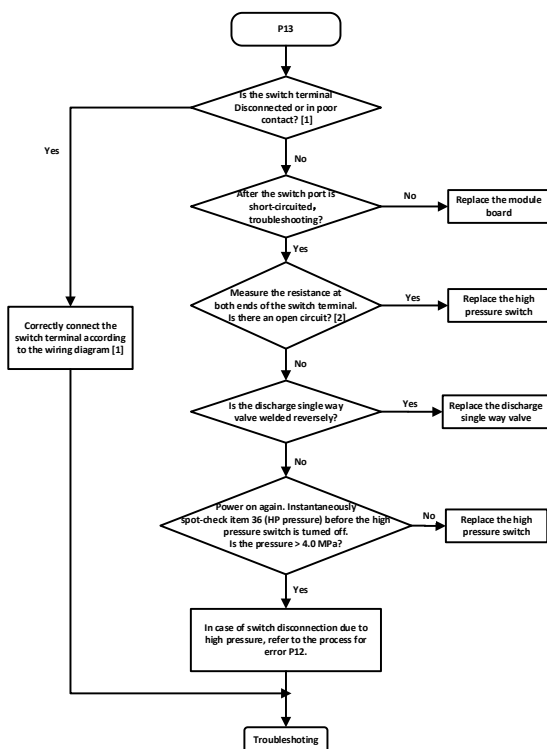 P13
Is the switch terminal
Disconnected or in poor
contact? [1]
Yes
No
After the switch port is
short-circuited,
troubleshooting?
No
Replace the module
board
Yes
Measure the resistance at
both ends of the switch terminal.
Is there an open circuit? [2]
Yes
Replace the high
pressure switch
Correctly connect the
switch terminal according
to the wiring diagram [1]
No
Is the discharge single way
valve welded reversely?
Yes
Replace the discharge
single way valve
No
Power on again. Instantaneously
spot-check item 36 (HP pressure) before the high
pressure switch is turned off.
Is the pressure > 4.0 MPa?
No
Replace the high
pressure switch
Yes
In case of switch disconnection due to
high pressure, refer to the process for
error P12.
Troubleshoting